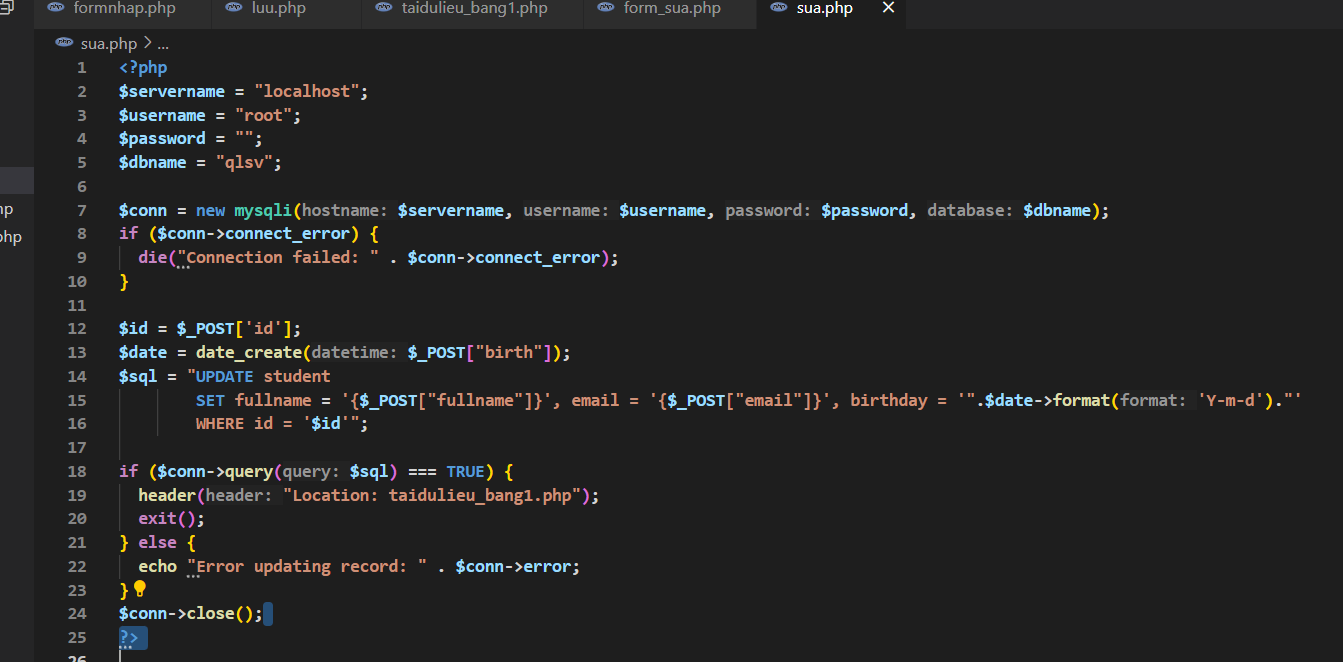 formnhap.php luu.php taidulieu_bang1.php form_sua.php sua.php
sua.php > ...
1 <?php
2 $servername = "localhost";
3 $username = "root";
4 $password = "";
5 $dbname = "qlsv";
6
7 $conn = new mysqli(hostname: $servername, username: $username, password: $password, database: $dbname);
8 if ($conn->connect_error) {
9 die("Connection failed: " . $conn->connect_error);
10 }
11
12 $id = $_POST['id'];
13 $date = date_create(datetime: $_POST["birth"]);
14 $sql = "UPDATE student
15 SET fullname = '{$_POST["fullname"]}', email = '{$_POST["email"]}', birthday = '".$date->format(format: 'Y-m-d')."'
16 WHERE id = '$id'";
17
18 if ($conn->query(query: $sql) === TRUE) {
19 header(header: "Location: taidulieu_bang1.php");
20 exit();
21 } else {
22 echo "Error updating record: " . $conn->error;
23 }
24 $conn->close();
25 ?>
26